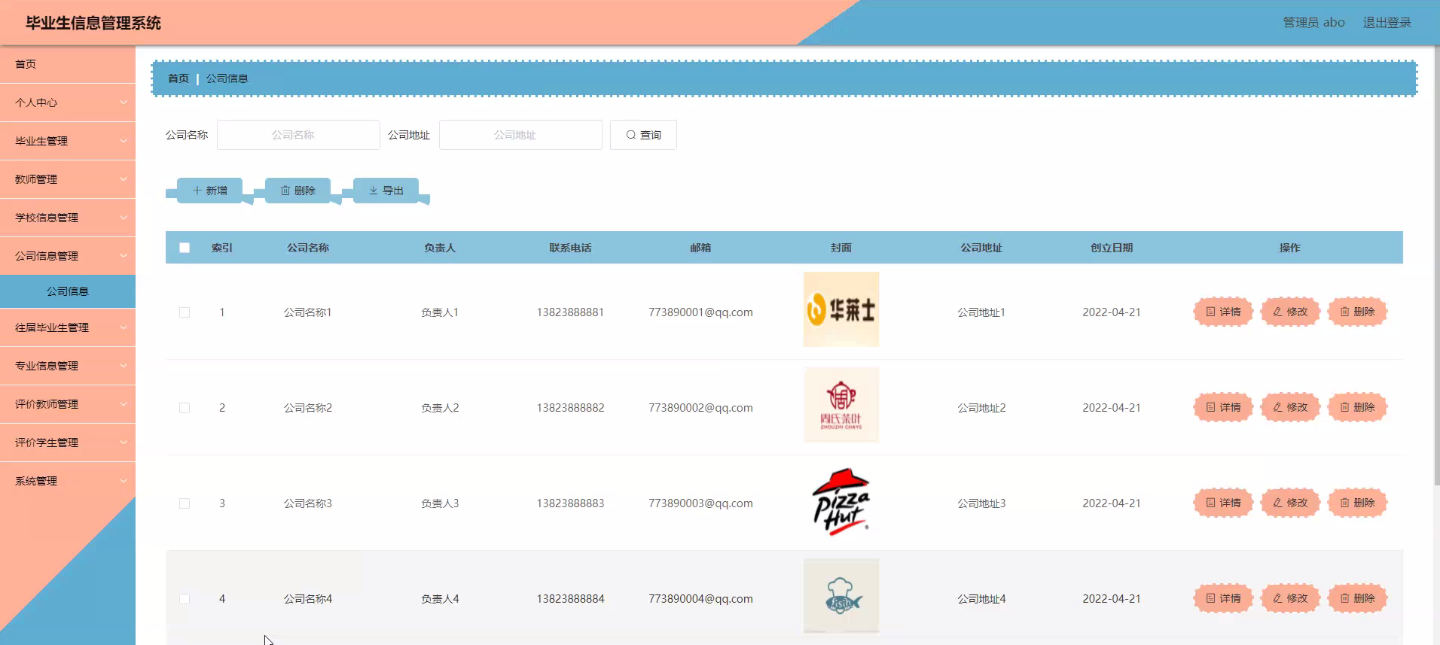 毕业生信息管理系统
管理员 abo 退出登录
首页
个人中心
毕业生管理
教师管理
学校信息管理
公司信息管理
公司信息
往届毕业生管理
专业信息管理
评价教师管理
评价学生管理
系统管理
首页 | 公司信息
公司名称 公司名称 公司地址 公司地址 查询
新增 删除 导出
索引 公司名称 负责人 联系电话 邮箱 封面 公司地址 创立日期 操作
1 公司名称1 负责人1 13823888881 773890001@qq.com 华莱士 公司地址1 2022-04-21 详情 修改 删除
2 公司名称2 负责人2 13823888882 773890002@qq.com 周氏茶叶 ZHOUZHI CHAYE 公司地址2 2022-04-21 详情 修改 删除
3 公司名称3 负责人3 13823888883 773890003@qq.com Pizza Hut 公司地址3 2022-04-21 详情 修改 删除
4 公司名称4 负责人4 13823888884 773890004@qq.com 公司地址4 2022-04-21 详情 修改 删除